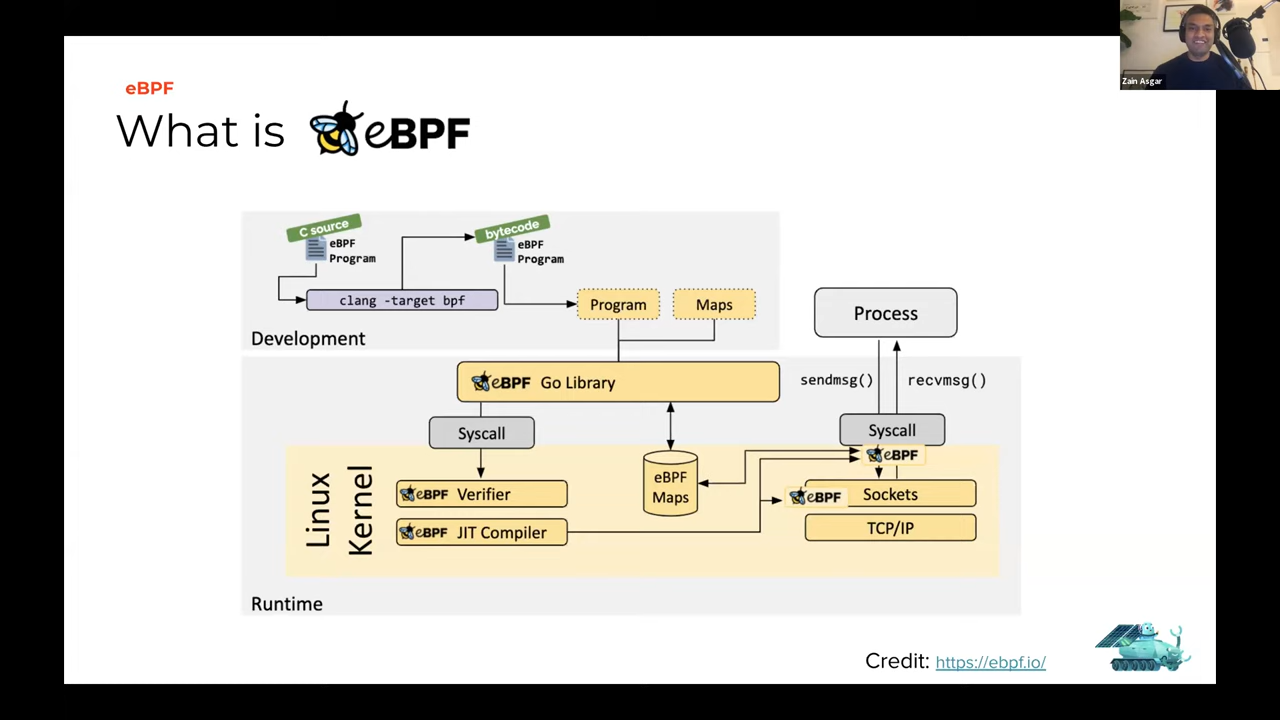 Zain Asgar
eBPF
What is eBPF
C source
eBPF
Program
bytecode
eBPF
Program
clang -target bpf
Program
Maps
Development
Process
eBPF Go Library
sendmsg()
recvmsg()
Syscall
Syscall
eBPF
Linux
Kernel
eBPF Verifier
eBPF
Maps
eBPF
Sockets
eBPF JIT Compiler
TCP/IP
Runtime
Credit: https://ebpf.io/